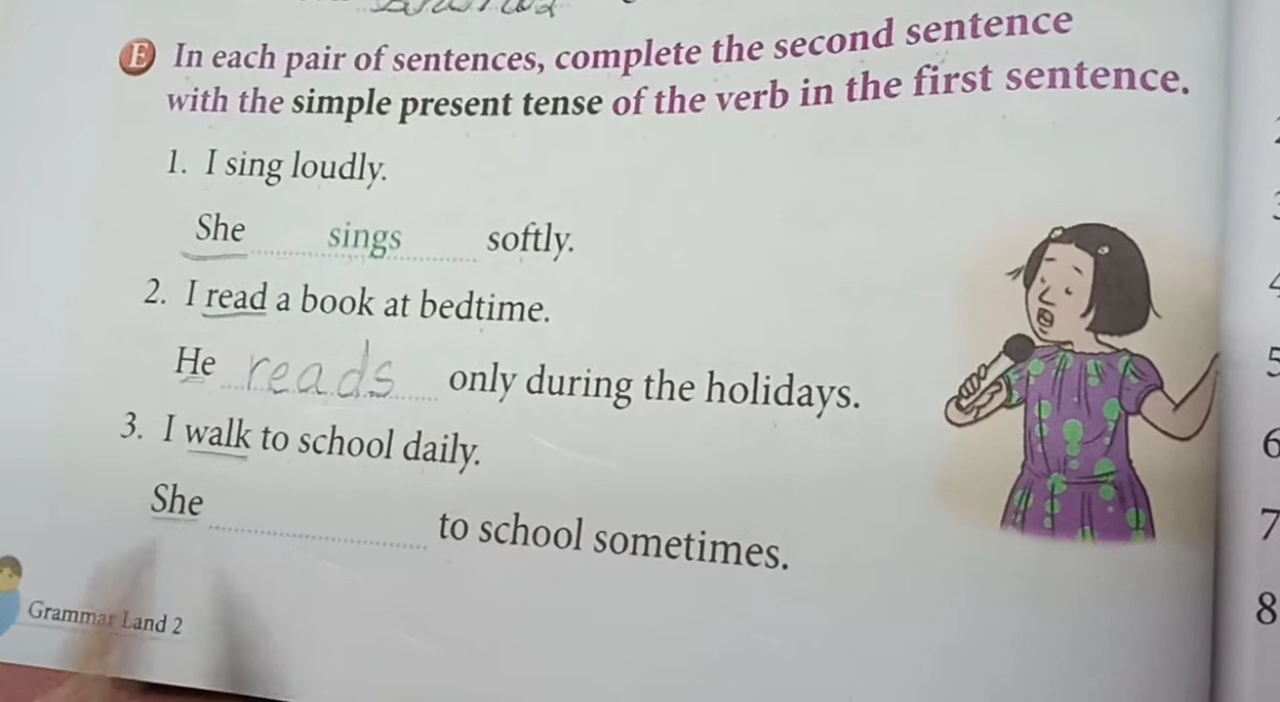 E In each pair of sentences, complete the second sentence
with the simple present tense of the verb in the first sentence.
1. I sing loudly.
She sings softly.
2. I read a book at bedtime.
He reads only during the holidays.
3. I walk to school daily.
She to school sometimes.
Grammar Land 2
5
6
7
8